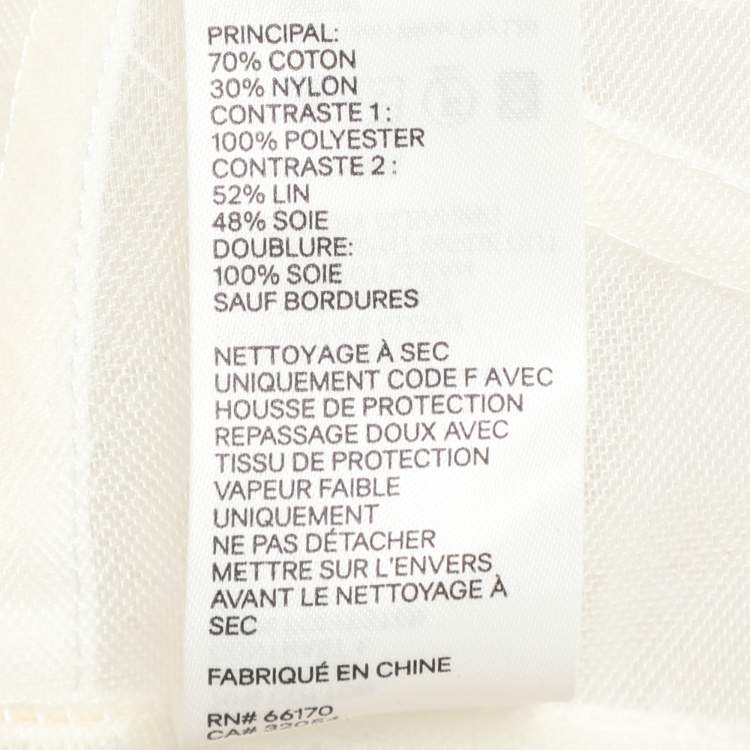 PRINCIPAL:
70% COTON
30% NYLON
CONTRASTE 1:
100% POLYESTER
CONTRASTE 2 :
52% LIN
48% SOIE
DOUBLURE:
100% SOIE
SAUF BORDURES
NETTOYAGE À SEC
UNIQUEMENT CODE F AVEC
HOUSSE DE PROTECTION
REPASSAGE DOUX AVEC
TISSU DE PROTECTION
VAPEUR FAIBLE
UNIQUEMENT
NE PAS DÉTACHER
METTRE SUR L'ENVERS
AVANT LE NETTOYAGE À
SEC
FABRIQUÉ EN CHINE
RN# 66170
CA#